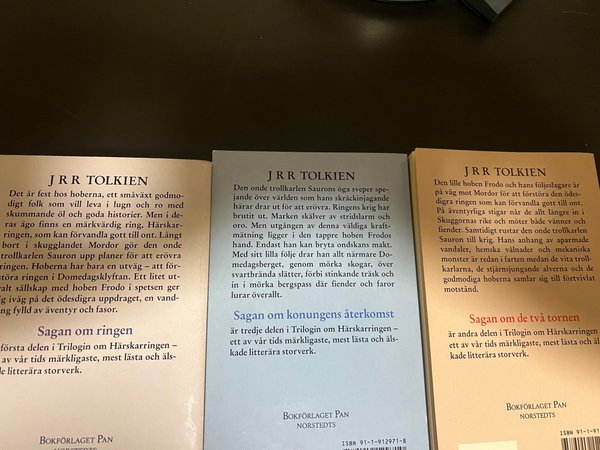 J R R TOLKIEN
Det är fest hos hoberna, ett småväxt godmo-
digt folk som vill leva i lugn och ro med
skummande öl och goda historier. Men i de-
ras ägo finns en märkvärdig ring, Härskar-
ringen, som kan förvandla gott till ont. Långt
bort i skugglandet Mordor gör den onde
trollkarlen Sauron upp planer för att erövra
ringen. Hoberna har bara en utväg – att för-
störa ringen i Domedagsklyftan. Ett litet ut-
valt sällskap med hoben Frodo i spetsen ger
sig iväg på det ödesdigra uppdraget, en vand-
ring fylld av äventyr och fasor.
Sagan om ringen
första delen i Trilogin om Härskarringen –
ett av vår tids märkligaste, mest lästa och äls-
kade litterära storverk.
BOKFÖRLAGET PAN
NORSTEDTS
J R R TOLKIEN
Den onde trollkarlen Saurons öga sveper spe-
jande över världen som hans skräckinjagande
härar drar ut för att erövra. Ringens krig har
brutit ut. Marken skälver av stridslarm och
oro. Men utgången av denna väldiga kraft-
mätning ligger i den tappre hoben Frodos
hand. Endast han kan bryta ondskans makt.
Med sitt lilla följe drar han allt närmare Do-
medagsberget, genom mörka skogar, över
svartbrända slätter, förbi stinkande träsk och
in i mörka bergspass där fiender och faror
lurar överallt.
Sagan om konungens återkomst
är tredje delen i Trilogin om Härskarringen –
ett av vår tids märkligaste, mest lästa och äls-
kade litterära storverk.
BOKFÖRLAGET PAN
NORSTEDTS
ISBN 91-1-912971-8
J R R TOLKIEN
Den lille hoben Frodo och hans följeslagare är
på väg mot Mordor för att förstöra den ödes-
digra ringen som kan förvandla gott till ont.
På äventyrliga stigar når de allt längre in i
Skuggornas rike och möter både vänner och
fiender. Samtidigt rustar den onde trollkarlen
Sauron till krig. Hans anhang av apartmade
vandaler, hemska vålnader och mekaniska
monster är redan i farten medan de vita troll-
karlarna, de stjärnsjungande alverna och de
godmodiga hoberna samlar sig till förtvivlat
motstånd.
Sagan om de två tornen
är andra delen i Trilogin om Härskarringen –
ett av vår tids märkligaste, mest lästa och äls-
kade litterära storverk.
BOKFÖRLAGET PAN
NORSTEDTS
ISBN 91-1-